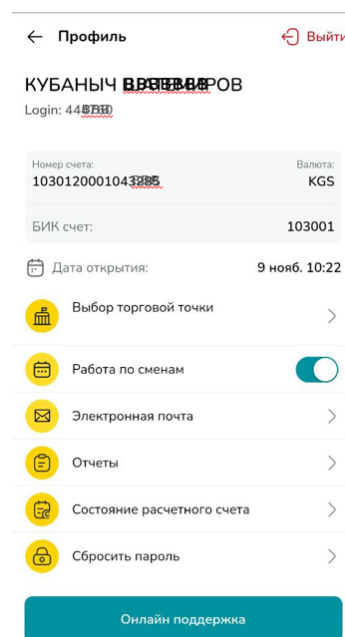 Профиль
Выйти
КУБАНЫЧ
Login:
Номер счета:
Валюта:
KGS
БИК счет:
103001
Дата открытия:
9 нояб. 10:22
Выбор торговой точки
Работа по сменам
Электронная почта
Отчеты
Состояние расчетного счета
Сбросить пароль
Онлайн поддержка